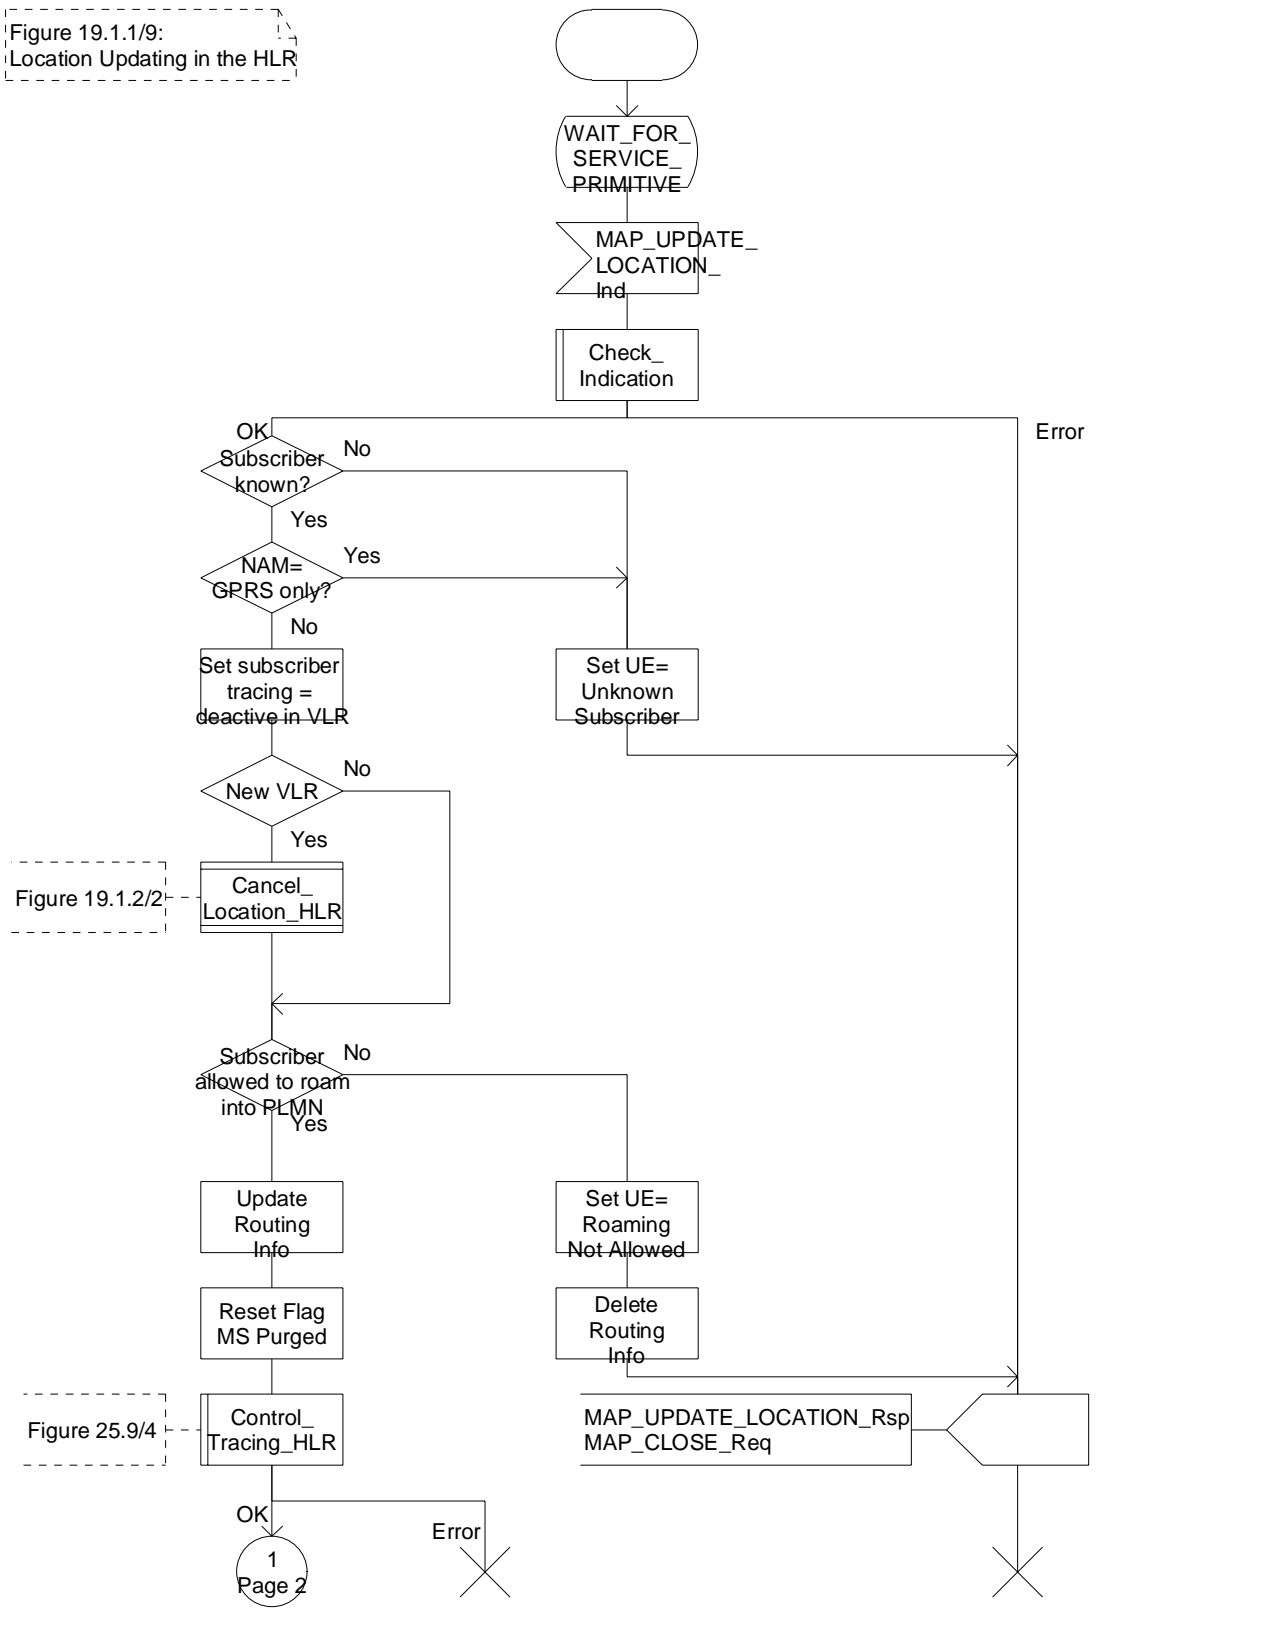 Figure 19.1.1/9:
Location Updating in the HLR
WAIT_FOR_
SERVICE_
PRIMITIVE
MAP_UPDATE_
LOCATION_
Ind
Check_
Indication
OK
Error
Subscriber
known?
No
Yes
NAM=
GPRS only?
Yes
No
Set subscriber
tracing =
deactive in VLR
Set UE=
Unknown
Subscriber
New VLR
No
Yes
Figure 19.1.2/2
Cancel_
Location_HLR
Subscriber
allowed to roam
into PLMN
No
Yes
Update
Routing
Info
Set UE=
Roaming
Not Allowed
Reset Flag
MS Purged
Delete
Routing
Info
Figure 25.9/4
Control_
Tracing_HLR
MAP_UPDATE_LOCATION_Rsp
MAP_CLOSE_Req
OK
Error
1
Page 2